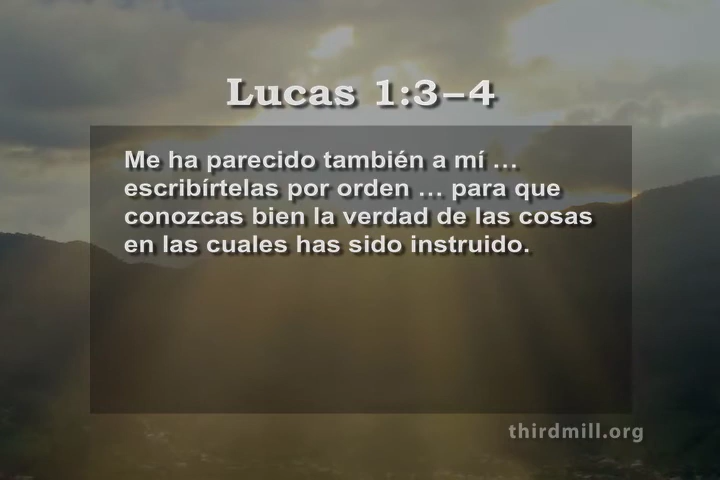 Lucas 1:3–4
Me ha parecido también a mí …
escribírtelas por orden … para que
conozcas bien la verdad de las cosas
en las cuales has sido instruido.
thirdmill.org